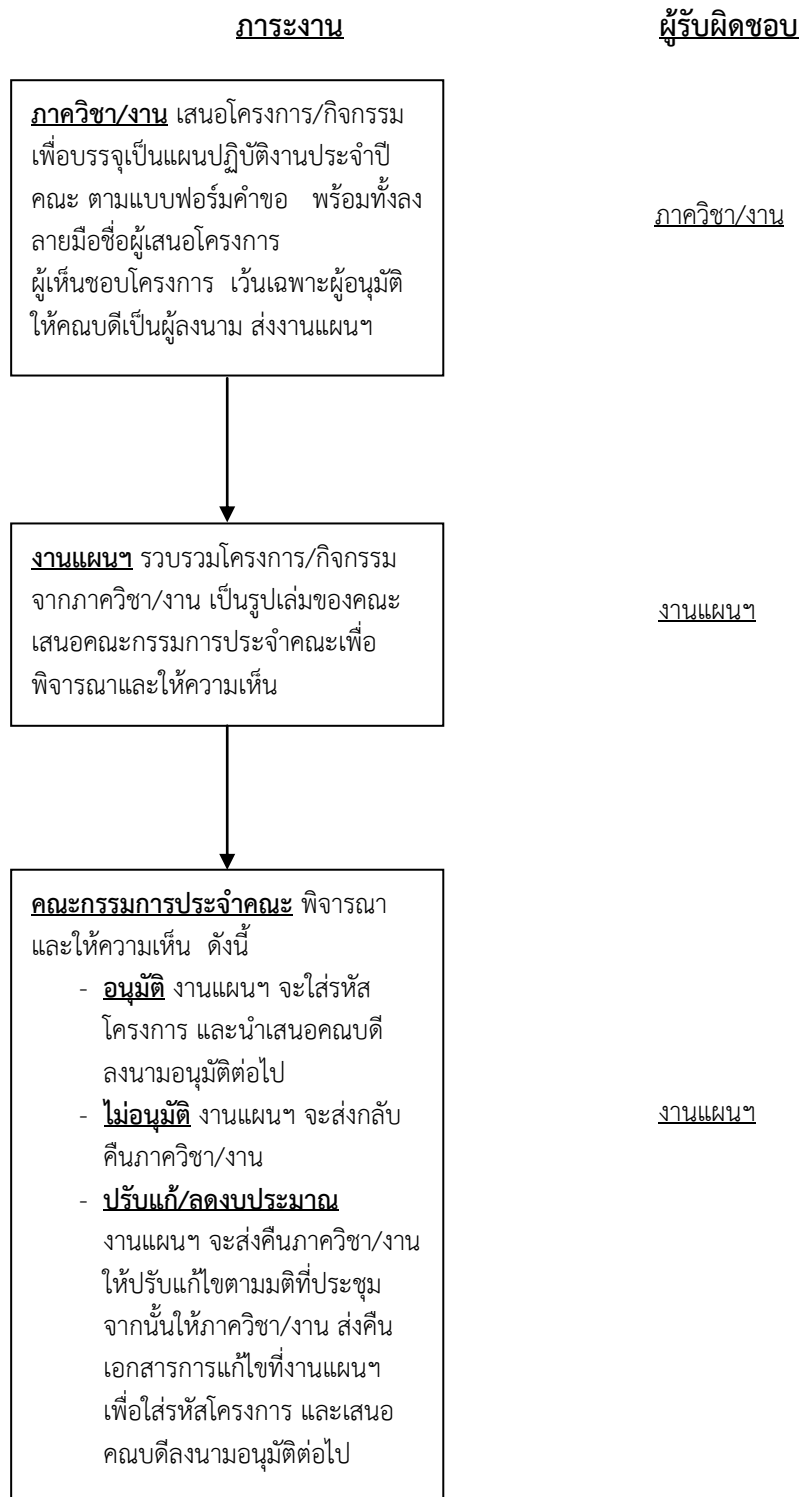 ภาระงาน ผู้รับผิดชอบ
ภาควิชา/งาน เสนอโครงการ/กิจกรรม
เพื่อบรรจุเป็นแผนปฏิบัติงานประจำปี
คณะ ตามแบบฟอร์มคำขอ พร้อมทั้งลง
ลายมือชื่อผู้เสนอโครงการ
ผู้เห็นชอบโครงการ เว้นเฉพาะผู้อนุมัติ
ให้คณบดีเป็นผู้ลงนาม ส่งงานแผนฯ
ภาควิชา/งาน
งานแผนฯ รวบรวมโครงการ/กิจกรรม
จากภาควิชา/งาน เป็นรูปเล่มของคณะ
เสนอคณะกรรมการประจำคณะเพื่อ
พิจารณาและให้ความเห็น
งานแผนฯ
คณะกรรมการประจำคณะ พิจารณา
และให้ความเห็น ดังนี้
- อนุมัติ งานแผนฯ จะใส่รหัส
โครงการ และนำเสนอคณบดี
ลงนามอนุมัติต่อไป
- ไม่อนุมัติ งานแผนฯ จะส่งกลับ
คืนภาควิชา/งาน
- ปรับแก้/ลดงบประมาณ
งานแผนฯ จะส่งคืนภาควิชา/งาน
ให้ปรับแก้ไขตามมติที่ประชุม
จากนั้นให้ภาควิชา/งาน ส่งคืน
เอกสารการแก้ไขที่งานแผนฯ
เพื่อใส่รหัสโครงการ และเสนอ
คณบดีลงนามอนุมัติต่อไป
งานแผนฯ